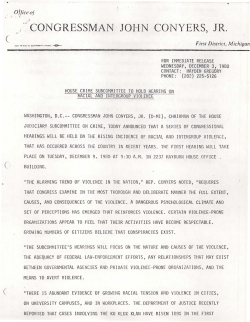 Office of
CONGRESSMAN JOHN CONYERS, JR.
First District, Michigan
FOR IMMEDIATE RELEASE
WEDNESDAY, DECEMBER 3, 1980
CONTACT: HAYDEN GREGORY
PHONE: (202) 225-3126
HOUSE CRIME SUBCOMMITTEE TO HOLD HEARING ON
RACIAL AND INTERGROUP VIOLENCE
WASHINGTON, D.C.-- CONGRESSMAN JOHN CONYERS, JR. (D-MI), CHAIRMAN OF THE HOUSE
JUDICIARY SUBCOMMITTEE ON CRIME, TODAY ANNOUNCED THAT A SERIES OF CONGRESSIONAL
HEARINGS WILL BE HELD ON THE RISING INCIDENCE OF RACIAL AND INTERGROUP VIOLENCE,
THAT HAS OCCURRED ACROSS THE COUNTRY IN RECENT YEARS. THE FIRST HEARING WILL TAKE
PLACE ON TUESDAY, DECEMBER 9, 1980 AT 9:30 A.M. IN 2237 RAYBURN HOUSE OFFICE
BUILDING.
"THE ALARMING TREND OF VIOLENCE IN THE NATION," REP. CONYERS NOTED, "REQUIRES
THAT CONGRESS EXAMINE IN THE MOST THOROUGH AND DELIBERATE MANNER THE FULL EXTENT,
CAUSES, AND CONSEQUENCES OF THE VIOLENCE. A DANGEROUS PSYCHOLOGICAL CLIMATE AND
SET OF PERCEPTIONS HAS EMERGED THAT REINFORCES VIOLENCE. CERTAIN VIOLENCE-PRONE
ORGANIZATIONS APPEAR TO FEEL THAT THEIR ACTIVITIES HAVE BECOME RESPECTABLE.
GROWING NUMBERS OF CITIZENS BELIEVE THAT CONSPIRACIES EXIST.
"THE SUBCOMMITTEE'S HEARINGS WILL FOCUS ON THE NATURE AND CAUSES OF THE VIOLENCE,
THE ADEQUACY OF FEDERAL LAW-ENFORCEMENT EFFORTS, ANY RELATIONSHIPS THAT MAY EXIST
BETWEEN GOVERNMENTAL AGENCIES AND PRIVATE VIOLENCE-PRONE ORGANIZATIONS, AND THE
MEANS TO AVERT VIOLENCE.
"THERE IS ABUNDANT EVIDENCE OF GROWING RACIAL TENSION AND VIOLENCE IN CITIES,
ON UNIVERSITY CAMPUSES, AND IN WORKPLACES. THE DEPARTMENT OF JUSTICE RECENTLY
REPORTED THAT CASES INVOLVING THE KU KLUX KLAN HAVE RISEN IN THE FIRST